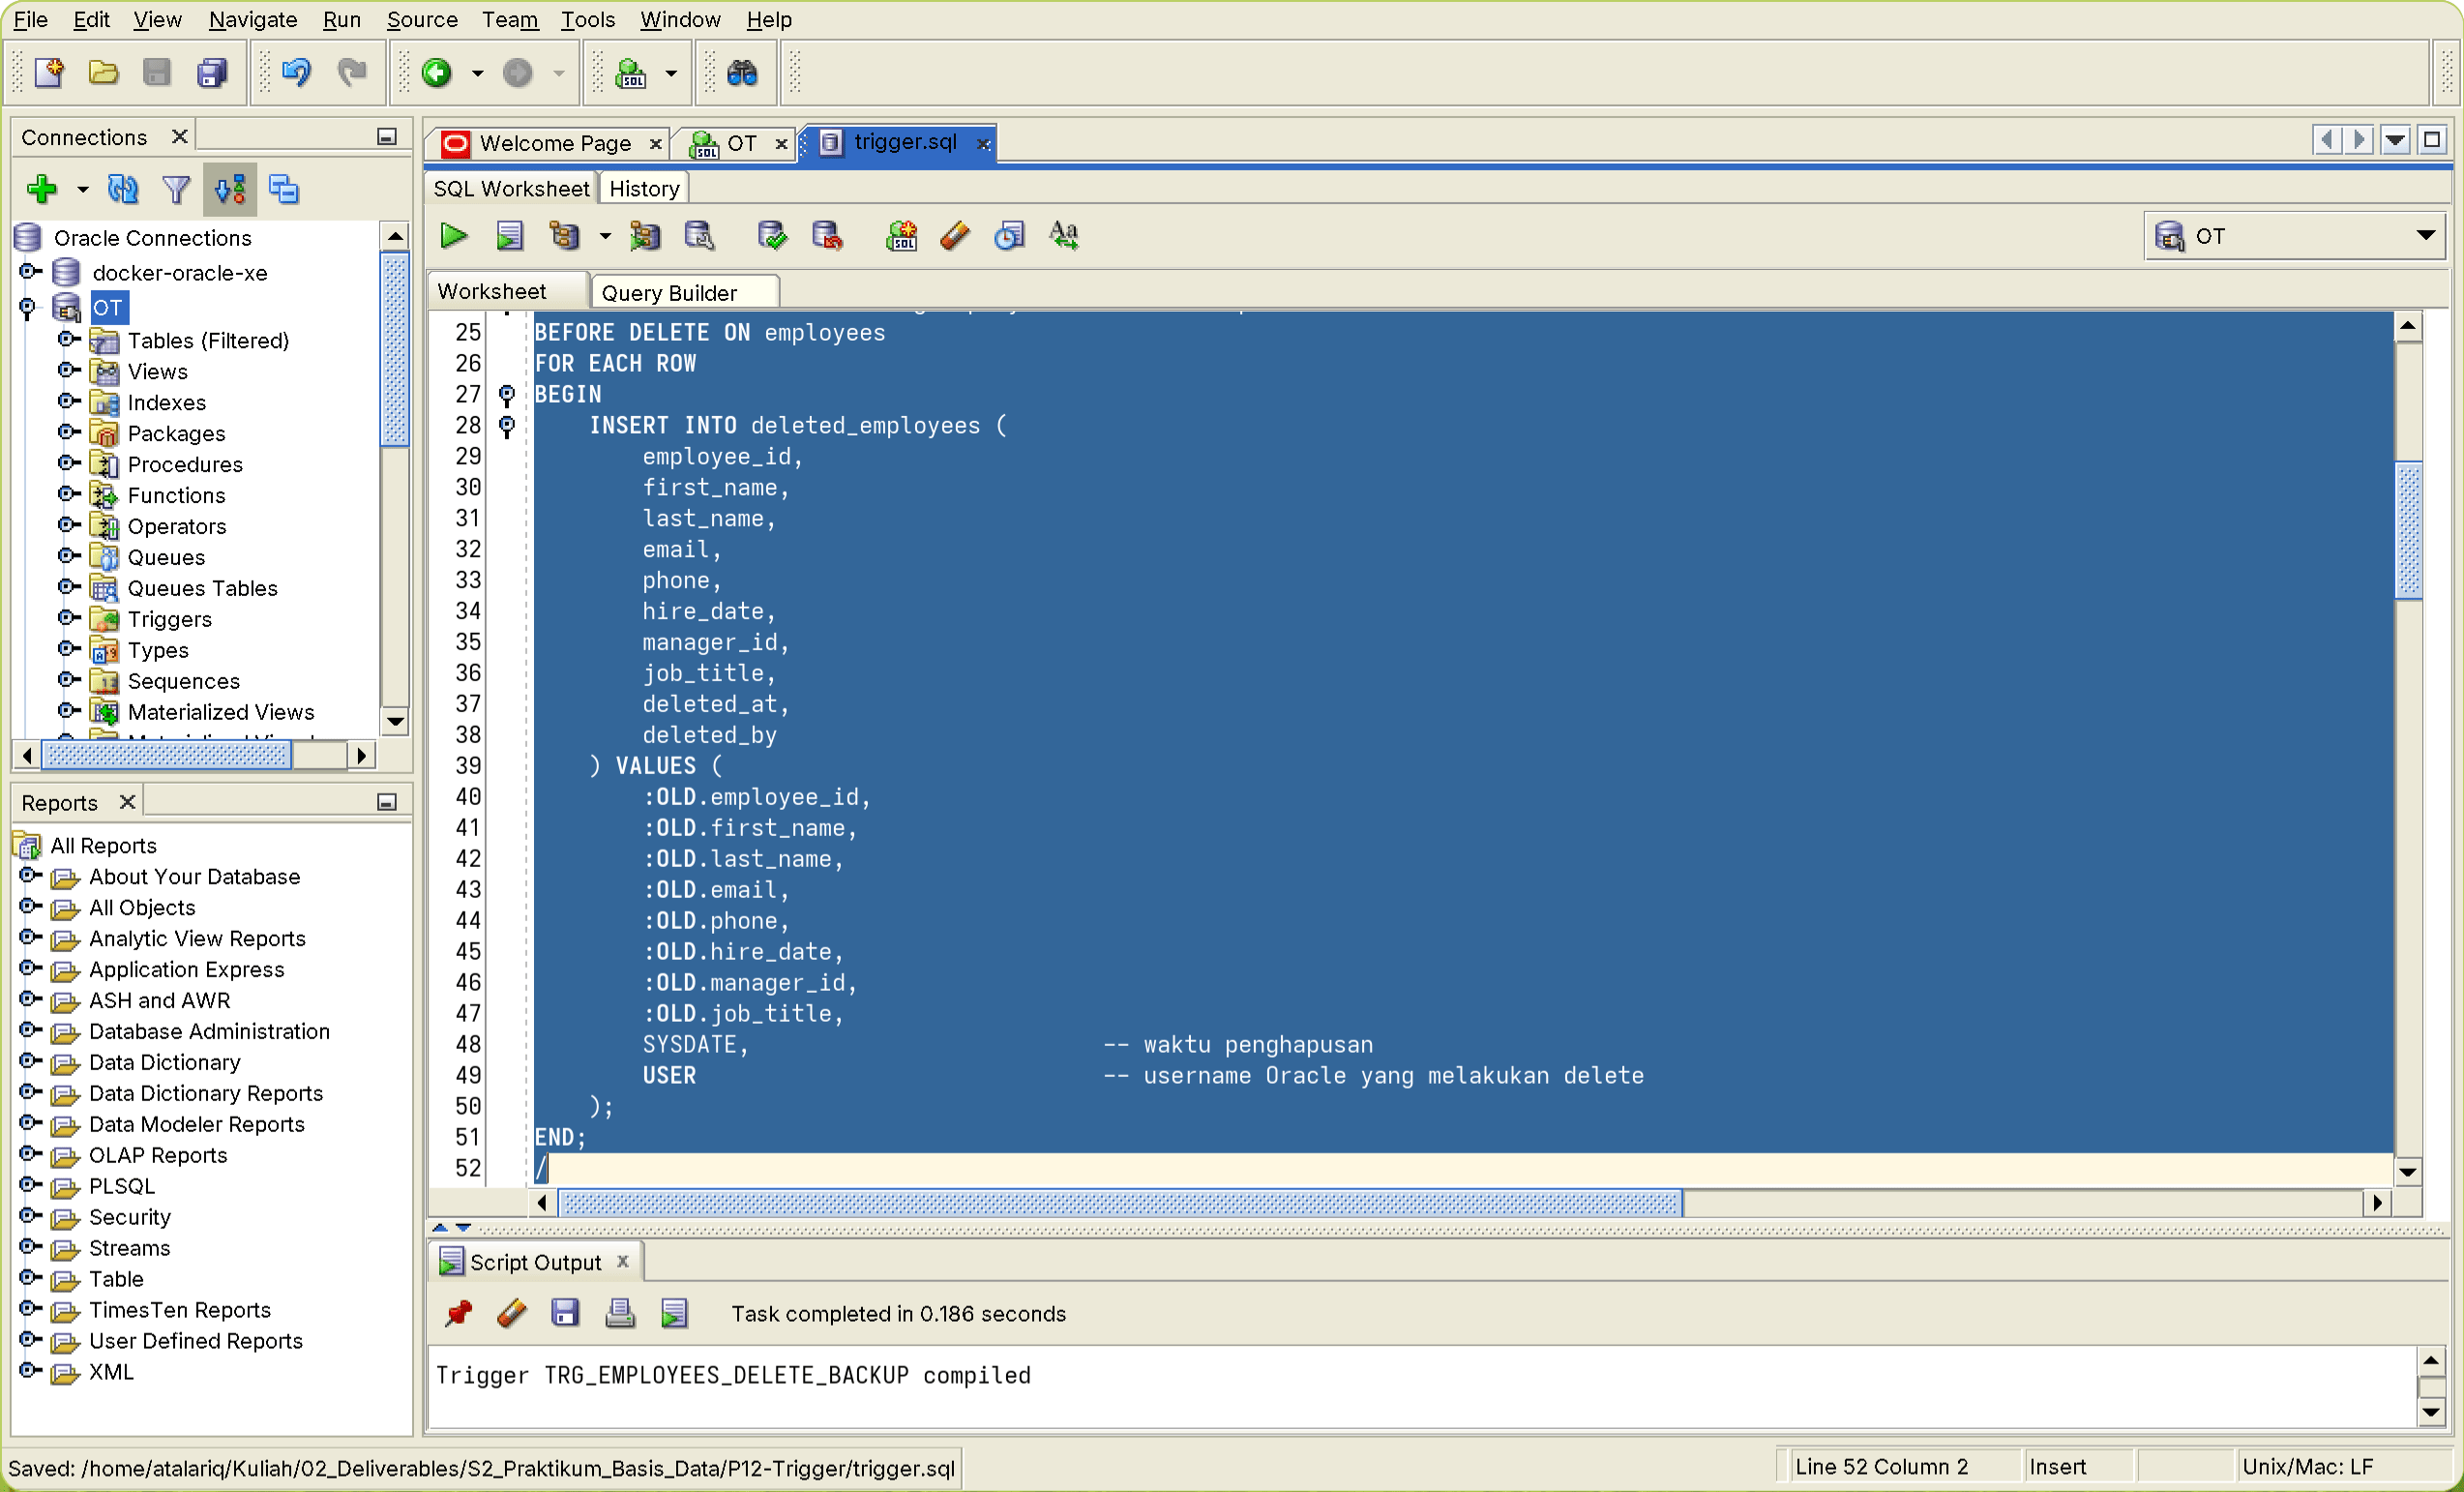 File Edit View Navigate Run Source Team Tools Window Help
Connections
Oracle Connections
docker-oracle-xe
OT
Tables (Filtered)
Views
Indexes
Packages
Procedures
Functions
Operators
Queues
Queues Tables
Triggers
Types
Sequences
Materialized Views
Reports
All Reports
About Your Database
All Objects
Analytic View Reports
Application Express
ASH and AWR
Database Administration
Data Dictionary
Data Dictionary Reports
Data Modeler Reports
OLAP Reports
PLSQL
Security
Streams
Table
TimesTen Reports
User Defined Reports
XML
Welcome Page OT trigger.sql
SQL Worksheet History
OT
Worksheet Query Builder
25 BEFORE DELETE ON employees
26 FOR EACH ROW
27 BEGIN
28 INSERT INTO deleted_employees (
29 employee_id,
30 first_name,
31 last_name,
32 email,
33 phone,
34 hire_date,
35 manager_id,
36 job_title,
37 deleted_at,
38 deleted_by
39 ) VALUES (
40 :OLD.employee_id,
41 :OLD.first_name,
42 :OLD.last_name,
43 :OLD.email,
44 :OLD.phone,
45 :OLD.hire_date,
46 :OLD.manager_id,
47 :OLD.job_title,
48 SYSDATE, -- waktu penghapusan
49 USER -- username Oracle yang melakukan delete
50 );
51 END;
52 /
Script Output
Task completed in 0.186 seconds
Trigger TRG_EMPLOYEES_DELETE_BACKUP compiled
Saved: /home/atalariq/Kuliah/02_Deliverables/S2_Praktikum_Basis_Data/P12-Trigger/trigger.sql
Line 52 Column 2 Insert Unix/Mac: LF